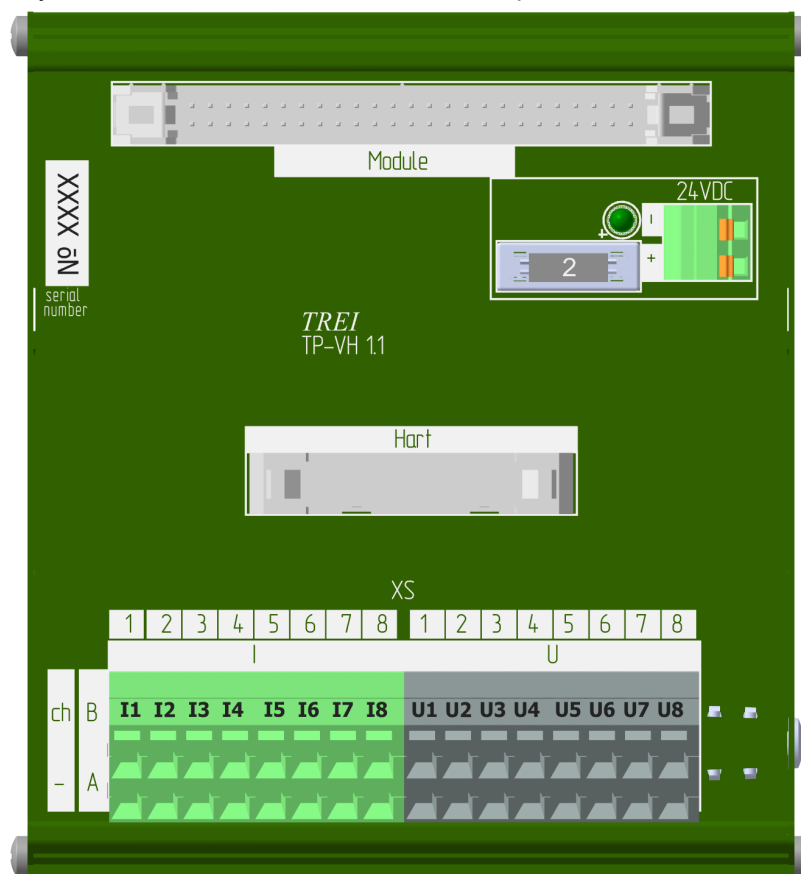 Module
24VDC
№ XXXX
-
+
2
serial
number
TREI
TP-VH 1.1
Hart
XS
1 2 3 4 5 6 7 8 1 2 3 4 5 6 7 8
I U
ch B I1 I2 I3 I4 I5 I6 I7 I8 U1 U2 U3 U4 U5 U6 U7 U8
- A
+